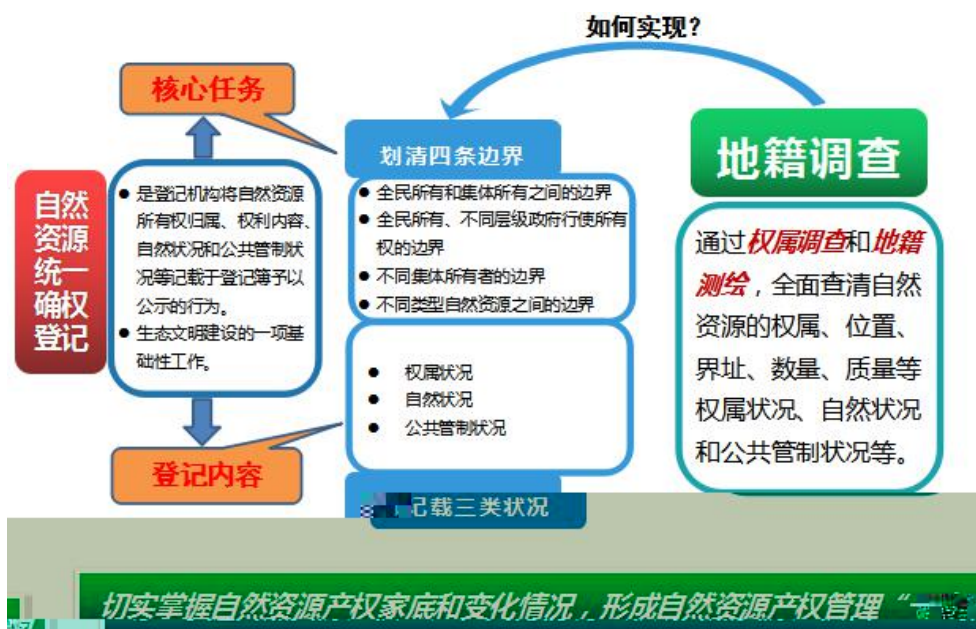 如何实现？
核心任务
划清四条边界
地籍调查
自然
资源
统一
确权
登记
● 是登记机构将自然资源
所有权归属、权利内容、
自然状况和公共管制状
况等记载于登记簿予以
公示的行为。
● 生态文明建设的一项基
础性工作。
● 全民所有和集体所有之间的边界
● 全民所有、不同层级政府行使所有
权的边界
● 不同集体所有者的边界
● 不同类型自然资源之间的边界
● 权属状况
● 自然状况
● 公共管制状况
通过权属调查和地籍
测绘，全面查清自然
资源的权属、位置、
界址、数量、质量等
权属状况、自然状况
和公共管制状况等。
登记内容
记载三类状况
切实掌握自然资源产权家底和变化情况，形成自然资源产权管理“一